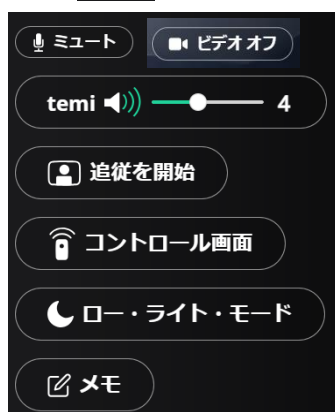 ミュート ビデオ オフ
temi 4
追従を開始
コントロール画面
ロー・ライト・モード
メモ